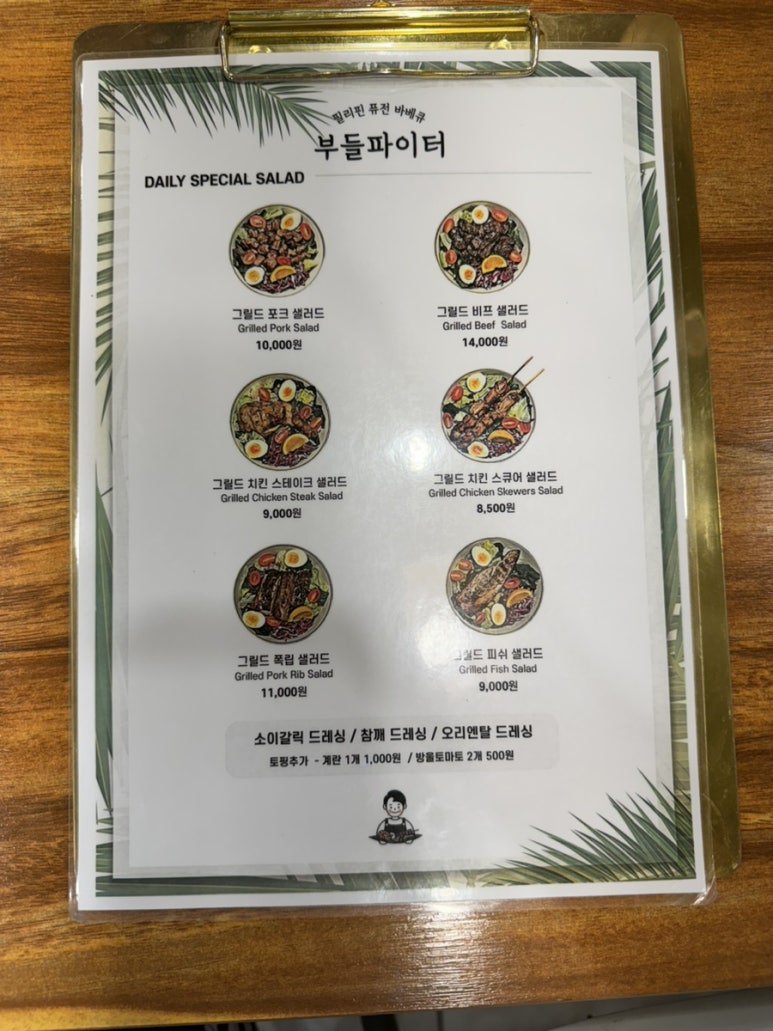 필리핀 퓨전 바베큐
부들파이터
DAILY SPECIAL SALAD
그릴드 포크 샐러드
Grilled Pork Salad
10,000원
그릴드 비프 샐러드
Grilled Beef Salad
14,000원
그릴드 치킨 스테이크 샐러드
Grilled Chicken Steak Salad
9,000원
그릴드 치킨 스큐어 샐러드
Grilled Chicken Skewers Salad
8,500원
그릴드 폭립 샐러드
Grilled Pork Rib Salad
11,000원
그릴드 피쉬 샐러드
Grilled Fish Salad
9,000원
소이갈릭 드레싱 / 참깨 드레싱 / 오리엔탈 드레싱
토핑추가 - 계란 1개 1,000원 / 방울토마토 2개 500원